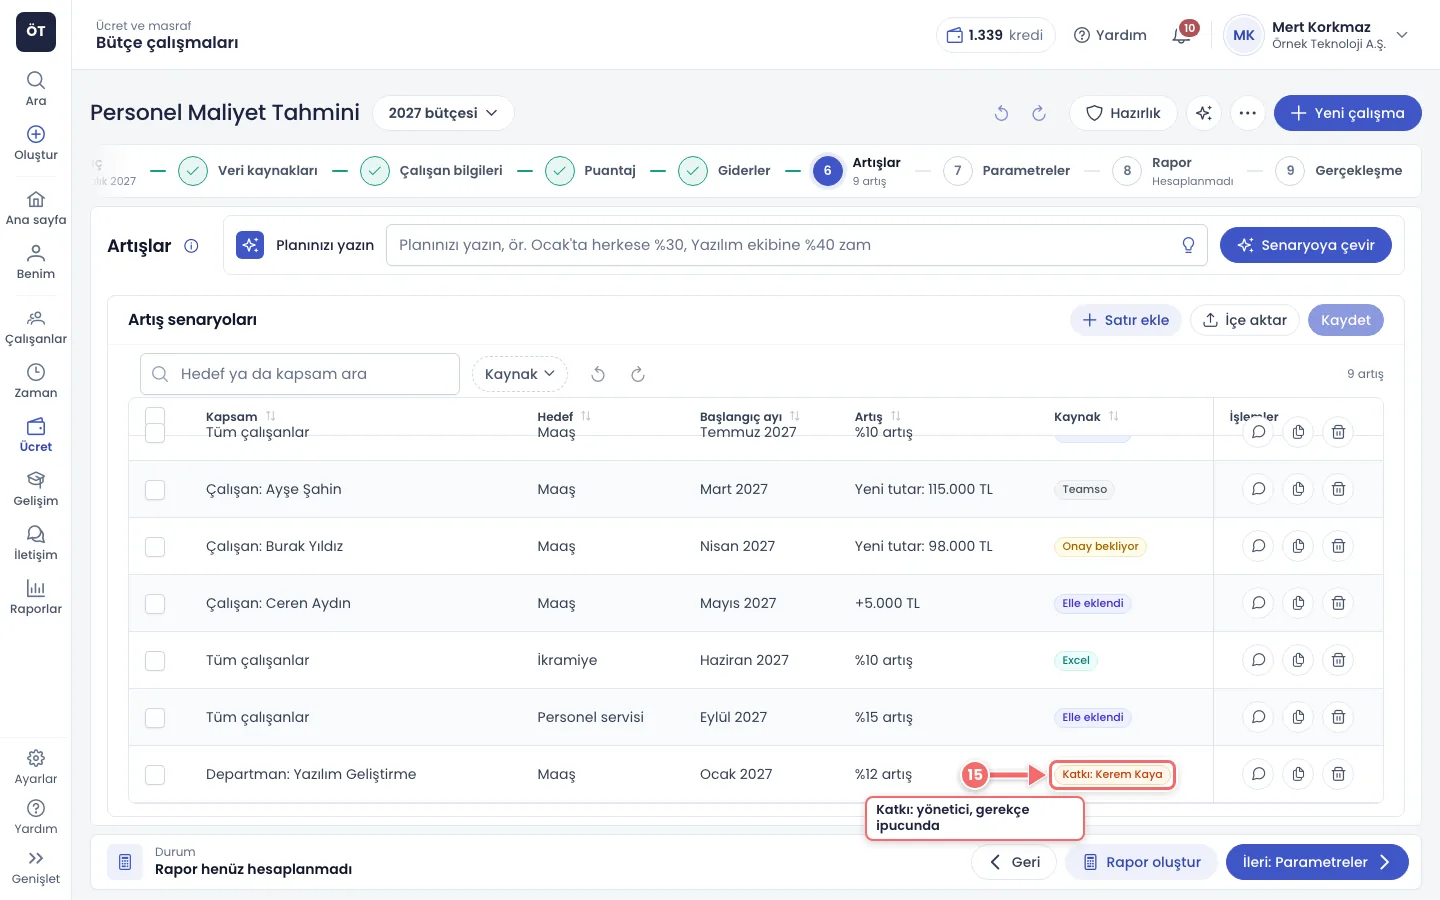 ÖT
Ücret ve masraf
Bütçe çalışmaları
1.339 kredi
Yardım
10
MK
Mert Korkmaz
Örnek Teknoloji A.Ş.
Ara
Oluştur
Ana sayfa
Benim
Çalışanlar
Zaman
Ücret
Gelişim
İletişim
Raporlar
Ayarlar
Yardım
Genişlet
Personel Maliyet Tahmini
2027 bütçesi
Hazırlık
Yeni çalışma
2027
Veri kaynakları
Çalışan bilgileri
Puantaj
Giderler
6
Artışlar
9 artış
7
Parametreler
8
Rapor
Hesaplanmadı
9
Gerçekleşme
Artışlar
Planınızı yazın
Planınızı yazın, ör. Ocak'ta herkese %30, Yazılım ekibine %40 zam
Senaryoya çevir
Artış senaryoları
Satır ekle
İçe aktar
Kaydet
Hedef ya da kapsam ara
Kaynak
9 artış
Kapsam Hedef Başlangıç ayı Artış Kaynak İşlemler
Tüm çalışanlar Maaş Temmuz 2027 %10 artış
Çalışan: Ayşe Şahin Maaş Mart 2027 Yeni tutar: 115.000 TL Teamso
Çalışan: Burak Yıldız Maaş Nisan 2027 Yeni tutar: 98.000 TL Onay bekliyor
Çalışan: Ceren Aydın Maaş Mayıs 2027 +5.000 TL Elle eklendi
Tüm çalışanlar İkramiye Haziran 2027 %10 artış Excel
Tüm çalışanlar Personel servisi Eylül 2027 %15 artış Elle eklendi
Departman: Yazılım Geliştirme Maaş Ocak 2027 %12 artış 15 Katkı: Kerem Kaya
Katkı: yönetici, gerekçe
ipucunda
Durum
Rapor henüz hesaplanmadı
Geri
Rapor oluştur
İleri: Parametreler